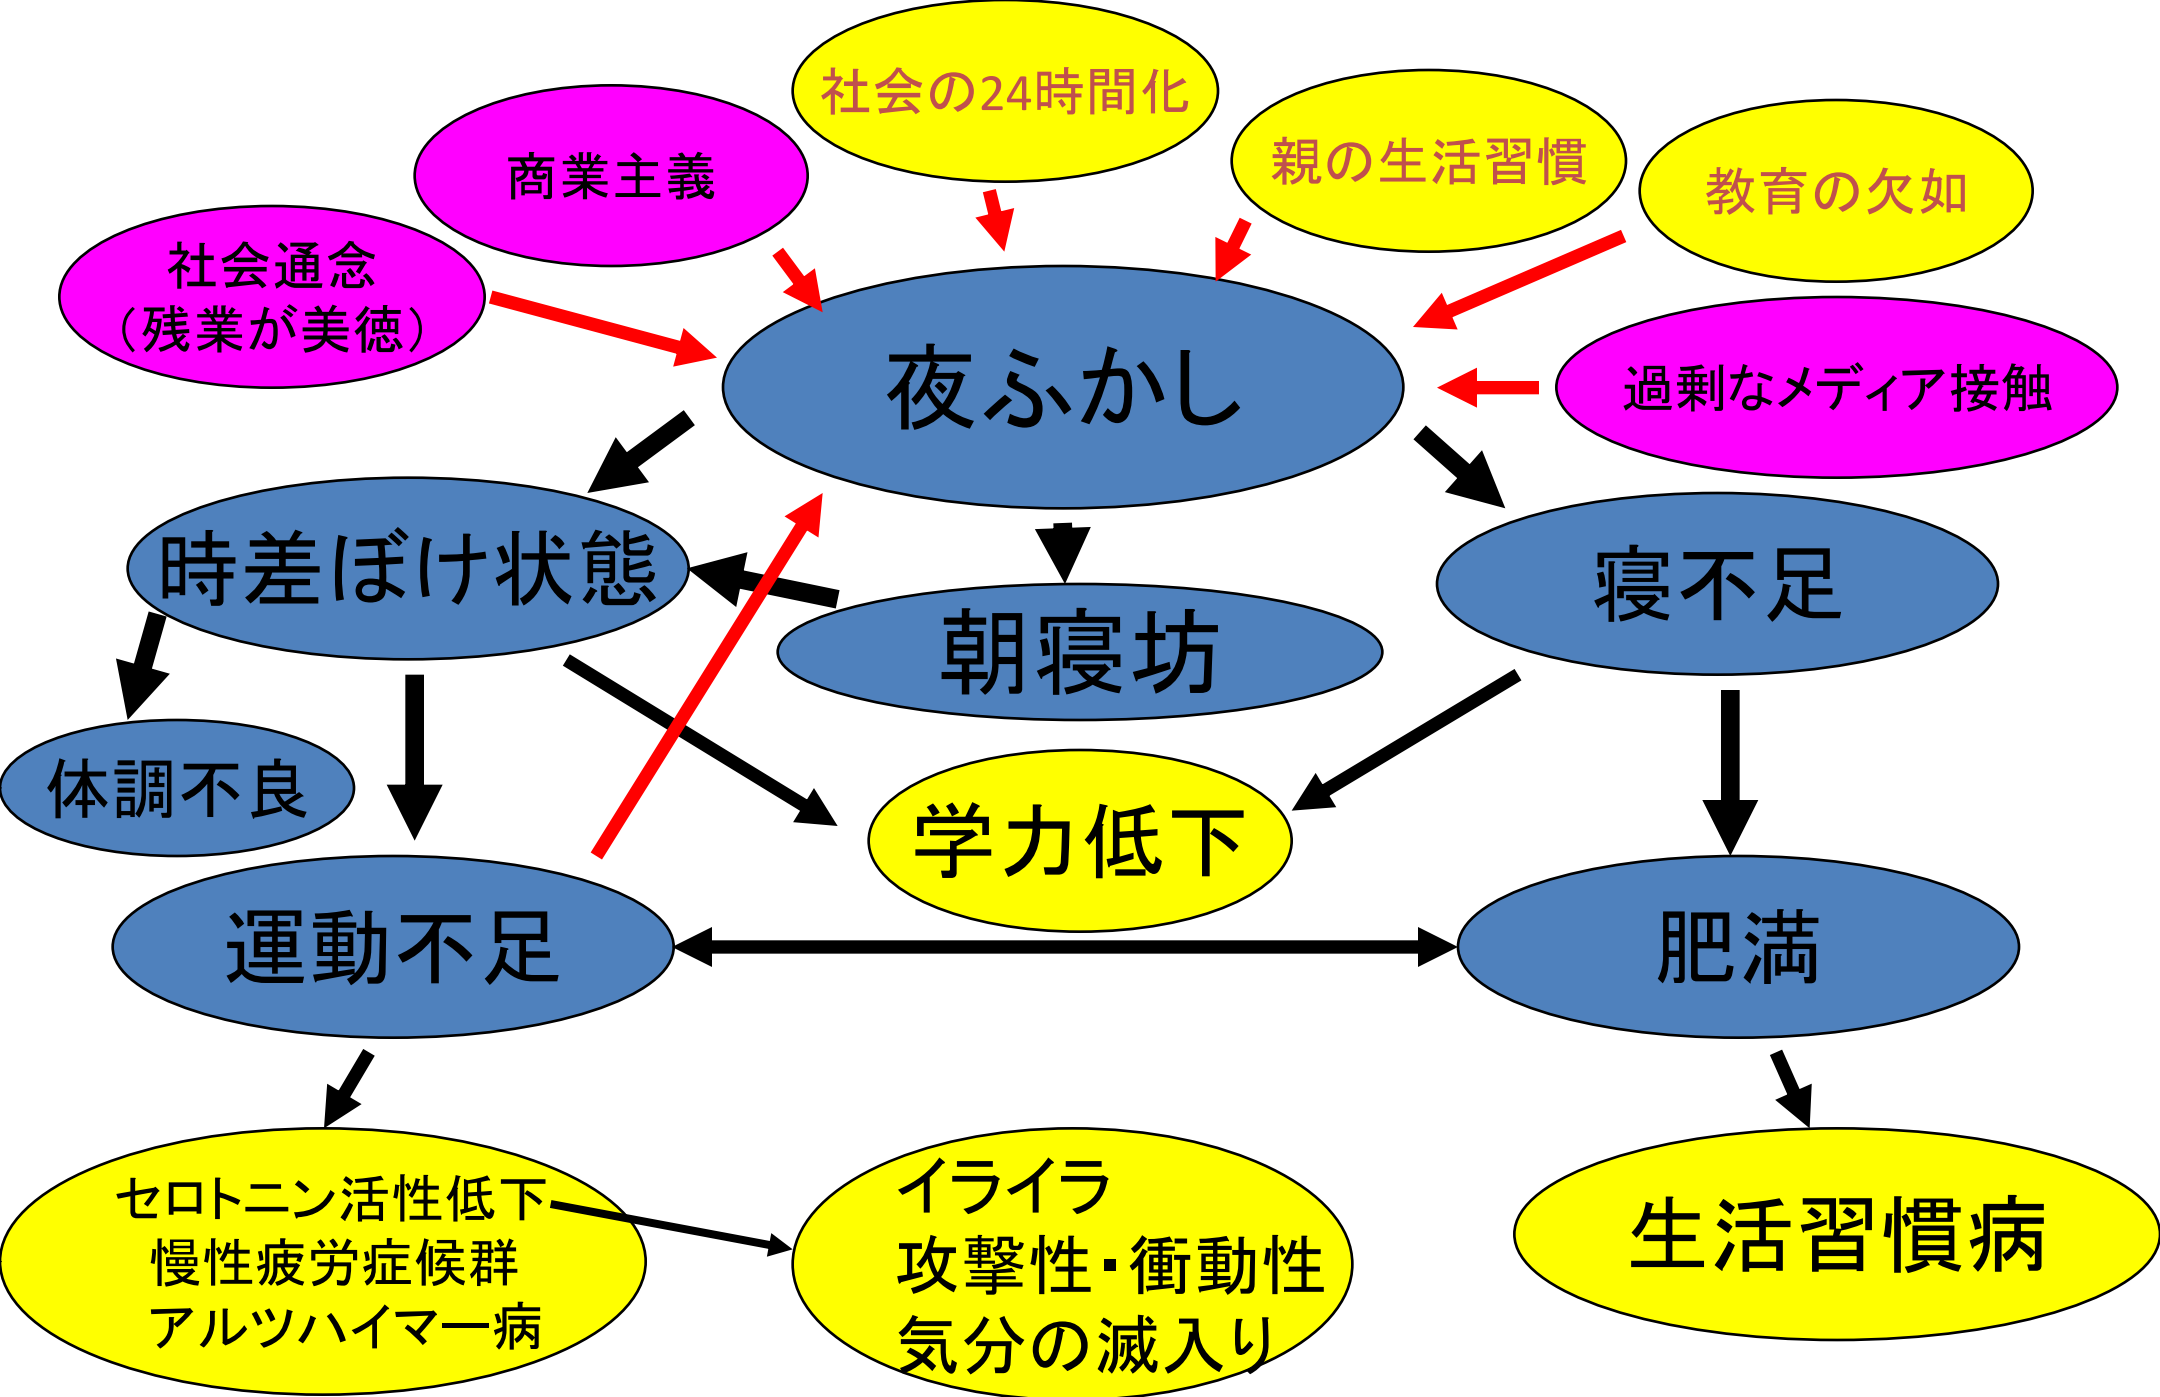 社会の24時間化
商業主義
親の生活習慣
教育の欠如
社会通念
（残業が美徳）
夜ふかし
過剰なメディア接触
時差ぼけ状態
寝不足
朝寝坊
体調不良
学力低下
運動不足
肥満
セロトニン活性低下
慢性疲労症候群
アルツハイマー病
イライラ
攻撃性・衝動性
気分の滅入り
生活習慣病